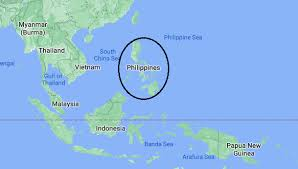 Myanmar
(Burma)
Thailand
Gulf of
Thailand
Vietnam
South
China Sea
Philippine Sea
Philippines
Malaysia
Indonesia
Banda Sea
Papua New
Guinea
Arafura Sea